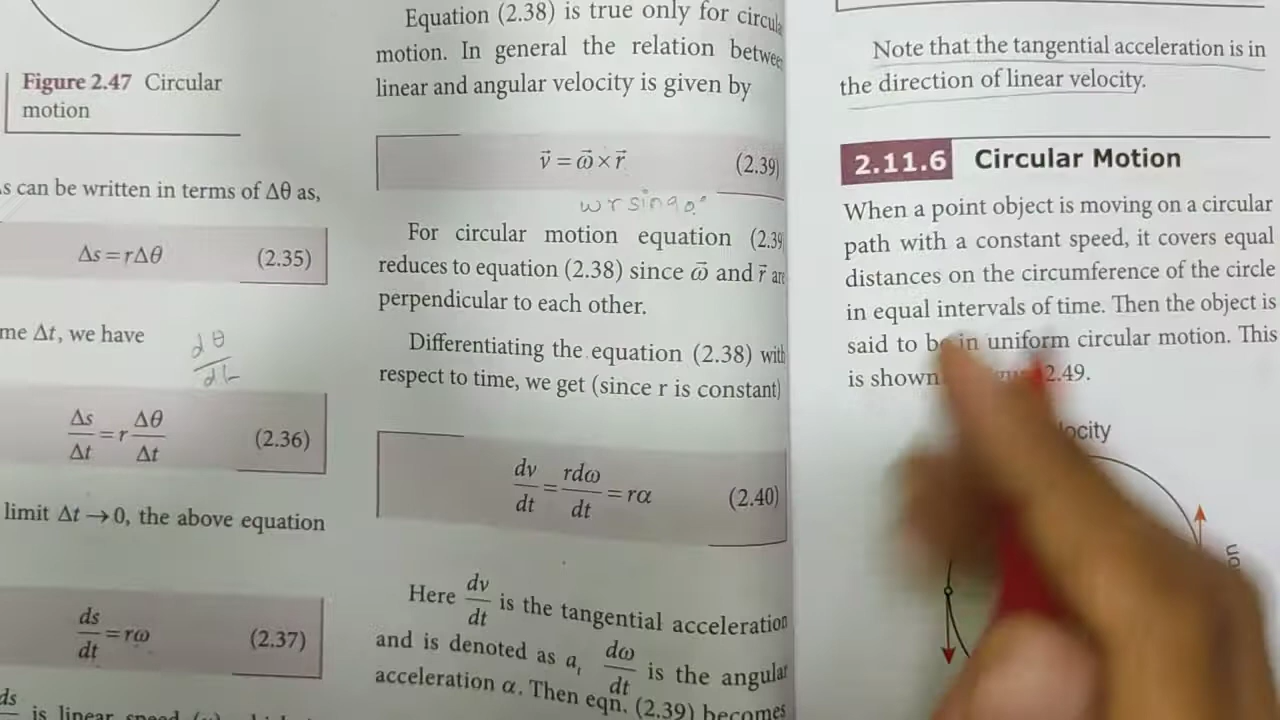 Figure 2.47 Circular
motion
s can be written in terms of Δθ as,
Δs = rΔθ (2.35)
me Δt, we have
dθ
dt
Δs/Δt = r Δθ/Δt (2.36)
limit Δt → 0, the above equation
ds/dt = rω (2.37)
ds
is linear speed (v)
Equation (2.38) is true only for circula
motion. In general the relation betwee
linear and angular velocity is given by
v⃗ = ω⃗ × r⃗ (2.39)
wr sin90°
For circular motion equation (2.39
reduces to equation (2.38) since ω⃗ and r⃗ are
perpendicular to each other.
Differentiating the equation (2.38) with
respect to time, we get (since r is constant)
dv/dt = rdω/dt = rα (2.40)
Here dv/dt is the tangential acceleration
and is denoted as aₜ dω/dt is the angular
acceleration α. Then eqn. (2.39) becomes
Note that the tangential acceleration is in
the direction of linear velocity.
2.11.6 Circular Motion
When a point object is moving on a circular
path with a constant speed, it covers equal
distances on the circumference of the circle
in equal intervals of time. Then the object is
said to be in uniform circular motion. This
is shown 2.49.
ocity